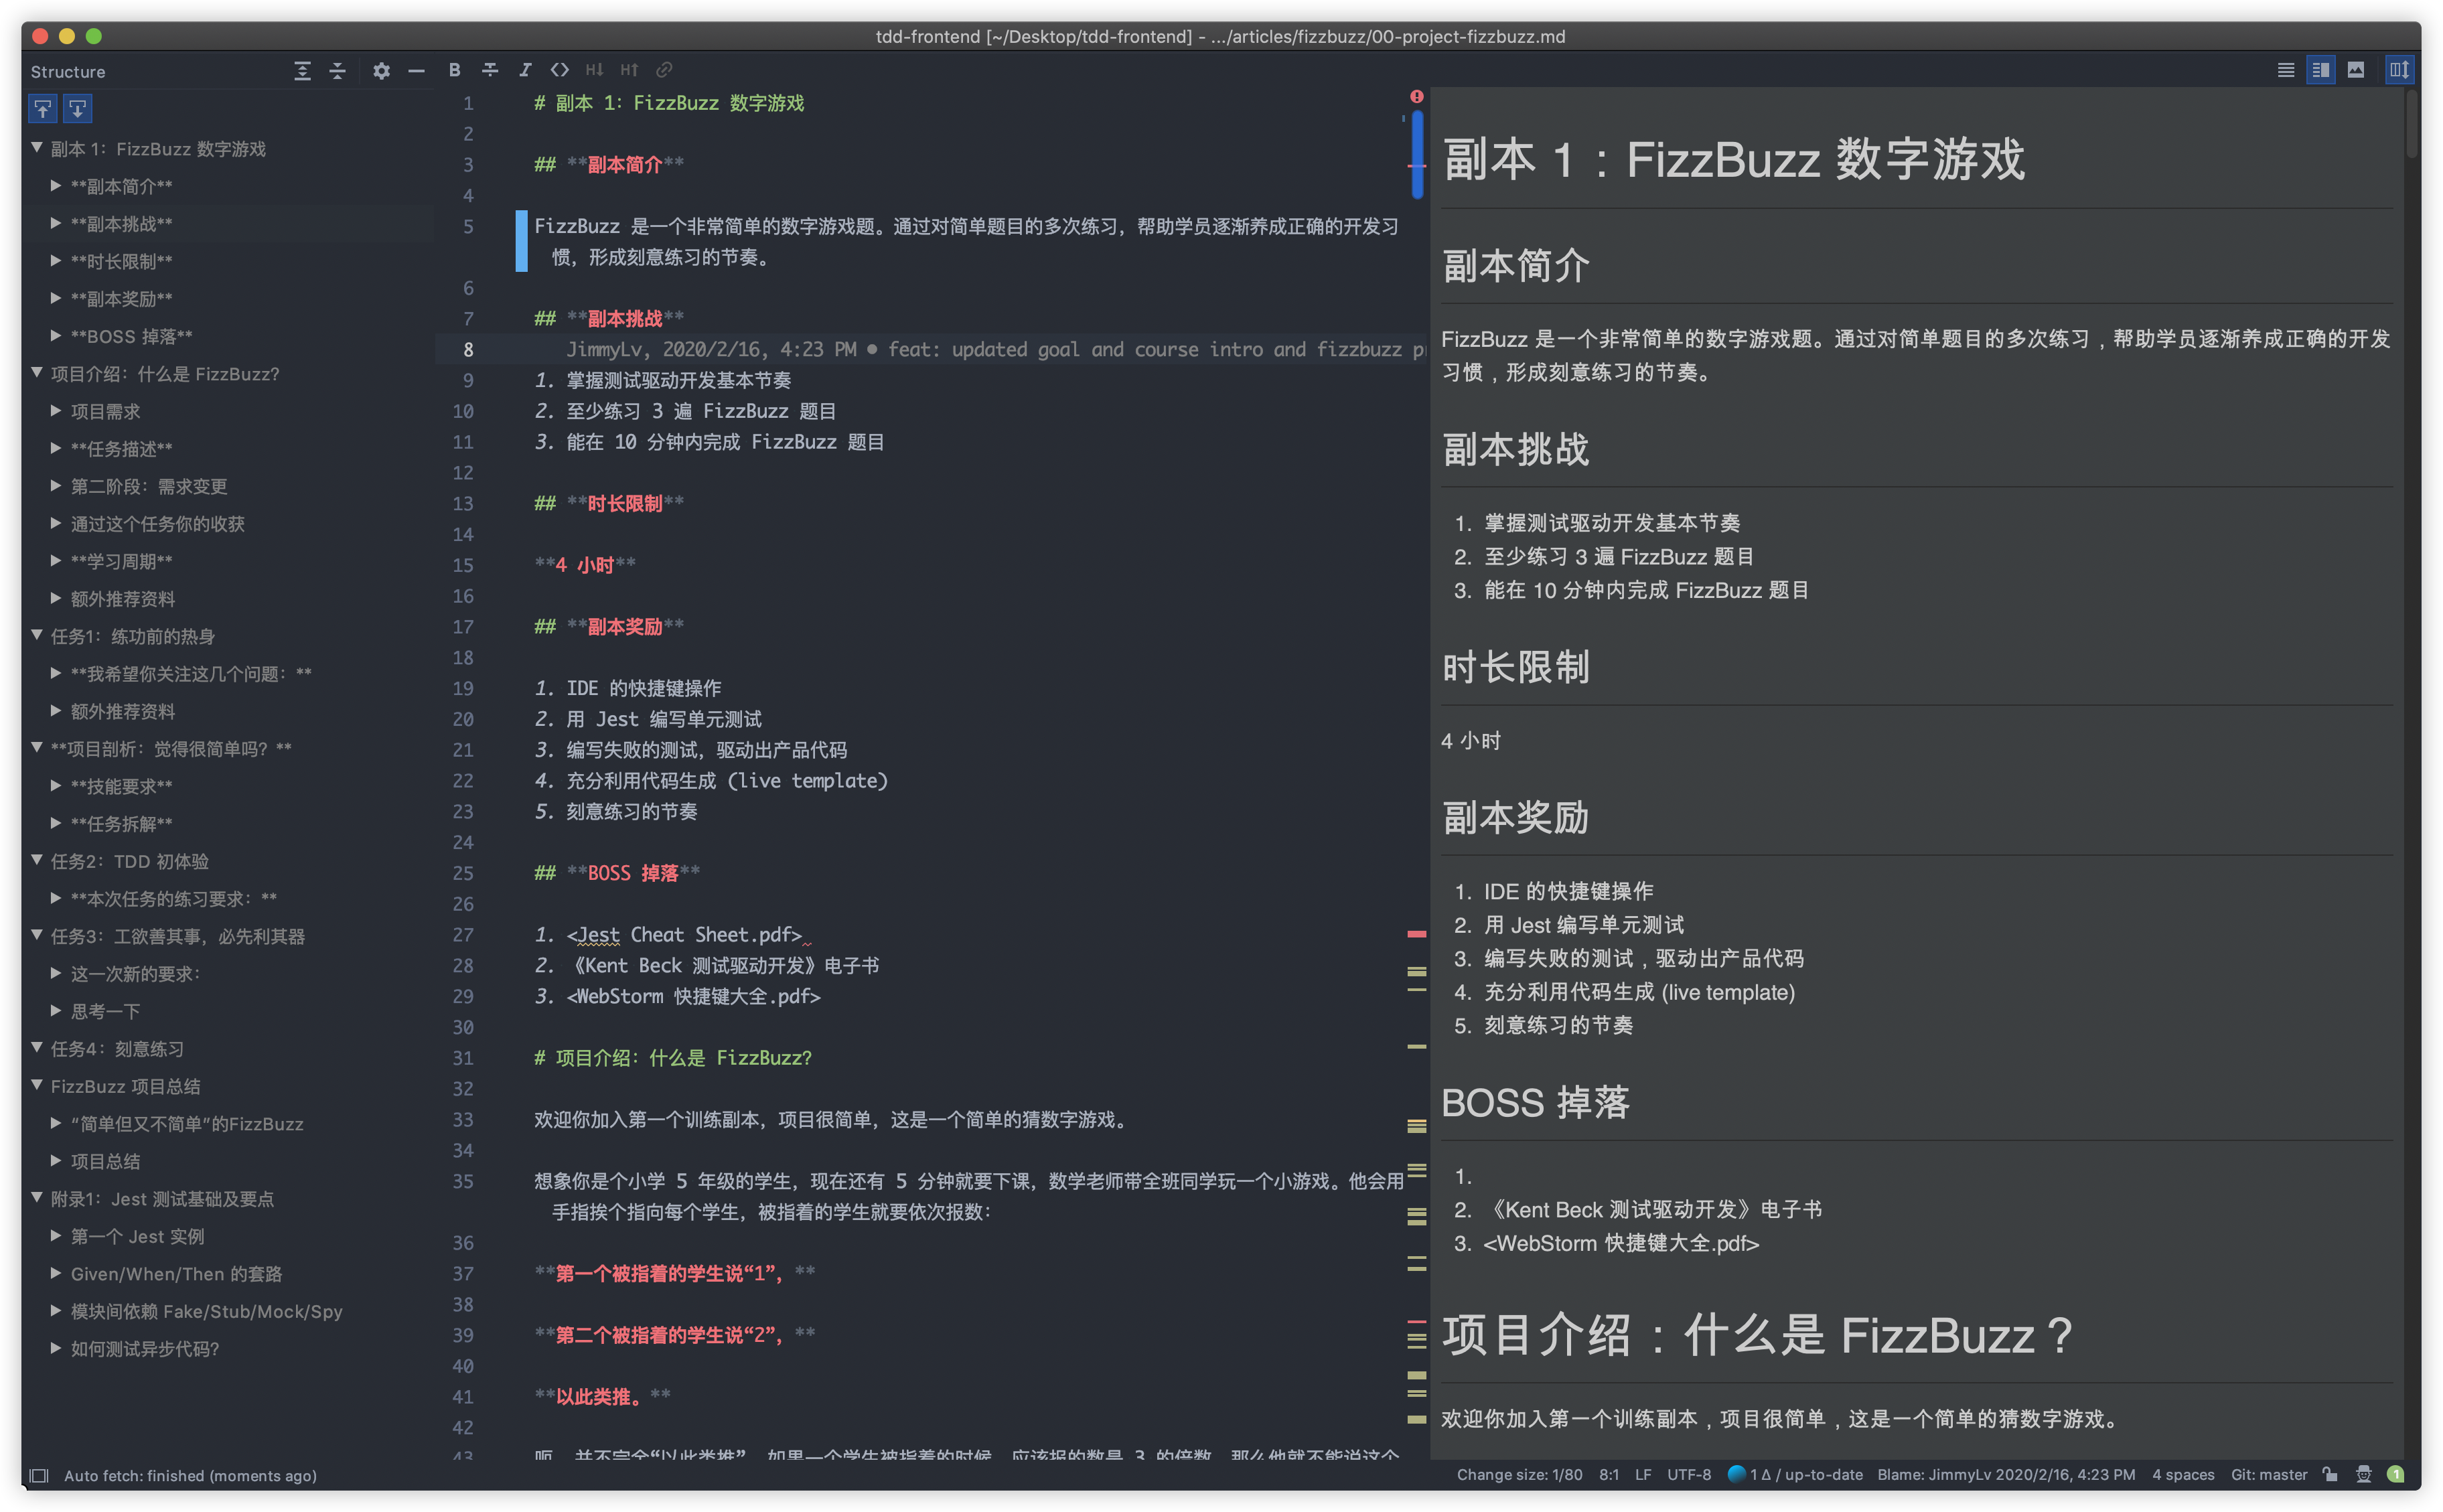 tdd-frontend [~/Desktop/tdd-frontend] - .../articles/fizzbuzz/00-project-fizzbuzz.md
Structure
副本 1：FizzBuzz 数字游戏
**副本简介**
**副本挑战**
**时长限制**
**副本奖励**
**BOSS 掉落**
项目介绍：什么是 FizzBuzz？
项目需求
**任务描述**
第二阶段：需求变更
通过这个任务你的收获
**学习周期**
额外推荐资料
任务1：练功前的热身
**我希望你关注这几个问题：**
额外推荐资料
**项目剖析：觉得很简单吗？**
**技能要求**
**任务拆解**
任务2：TDD 初体验
**本次任务的练习要求：**
任务3：工欲善其事，必先利其器
这一次新的要求：
思考一下
任务4：刻意练习
FizzBuzz 项目总结
“简单但又不简单”的FizzBuzz
项目总结
附录1：Jest 测试基础及要点
第一个 Jest 实例
Given/When/Then 的套路
模块间依赖 Fake/Stub/Mock/Spy
如何测试异步代码？
B I <> H↓ H↑
1 # 副本 1：FizzBuzz 数字游戏
2
3 ## **副本简介**
4
5 FizzBuzz 是一个非常简单的数字游戏题。通过对简单题目的多次练习，帮助学员逐渐养成正确的开发习
惯，形成刻意练习的节奏。
6
7 ## **副本挑战**
8 JimmyLv, 2020/2/16, 4:23 PM ● feat: updated goal and course intro and fizzbuzz
9 1. 掌握测试驱动开发基本节奏
10 2. 至少练习 3 遍 FizzBuzz 题目
11 3. 能在 10 分钟内完成 FizzBuzz 题目
12
13 ## **时长限制**
14
15 **4 小时**
16
17 ## **副本奖励**
18
19 1. IDE 的快捷键操作
20 2. 用 Jest 编写单元测试
21 3. 编写失败的测试，驱动出产品代码
22 4. 充分利用代码生成 (live template)
23 5. 刻意练习的节奏
24
25 ## **BOSS 掉落**
26
27 1. <Jest Cheat Sheet.pdf>
28 2. 《Kent Beck 测试驱动开发》电子书
29 3. <WebStorm 快捷键大全.pdf>
30
31 # 项目介绍：什么是 FizzBuzz？
32
33 欢迎你加入第一个训练副本，项目很简单，这是一个简单的猜数字游戏。
34
35 想象你是个小学 5 年级的学生，现在还有 5 分钟就要下课，数学老师带全班同学玩一个小游戏。他会用
手指挨个指向每个学生，被指着的学生就要依次报数：
36
37 **第一个被指着的学生说“1”，**
38
39 **第二个被指着的学生说“2”，**
40
41 **以此类推。**
42
43 呃，并不完全“以此类推”，如果一个学生被指着的时候，应该报的数是 3 的倍数，那么他就不能说这个
副本 1：FizzBuzz 数字游戏
副本简介
FizzBuzz 是一个非常简单的数字游戏题。通过对简单题目的多次练习，帮助学员逐渐养成正确的开发
习惯，形成刻意练习的节奏。
副本挑战
1. 掌握测试驱动开发基本节奏
2. 至少练习 3 遍 FizzBuzz 题目
3. 能在 10 分钟内完成 FizzBuzz 题目
时长限制
4 小时
副本奖励
1. IDE 的快捷键操作
2. 用 Jest 编写单元测试
3. 编写失败的测试，驱动出产品代码
4. 充分利用代码生成 (live template)
5. 刻意练习的节奏
BOSS 掉落
1.
2. 《Kent Beck 测试驱动开发》电子书
3. <WebStorm 快捷键大全.pdf>
项目介绍：什么是 FizzBuzz？
欢迎你加入第一个训练副本，项目很简单，这是一个简单的猜数字游戏。
Auto fetch: finished (moments ago)
Change size: 1/80 8:1 LF UTF-8 1 Δ / up-to-date Blame: JimmyLv 2020/2/16, 4:23 PM 4 spaces Git: master 1